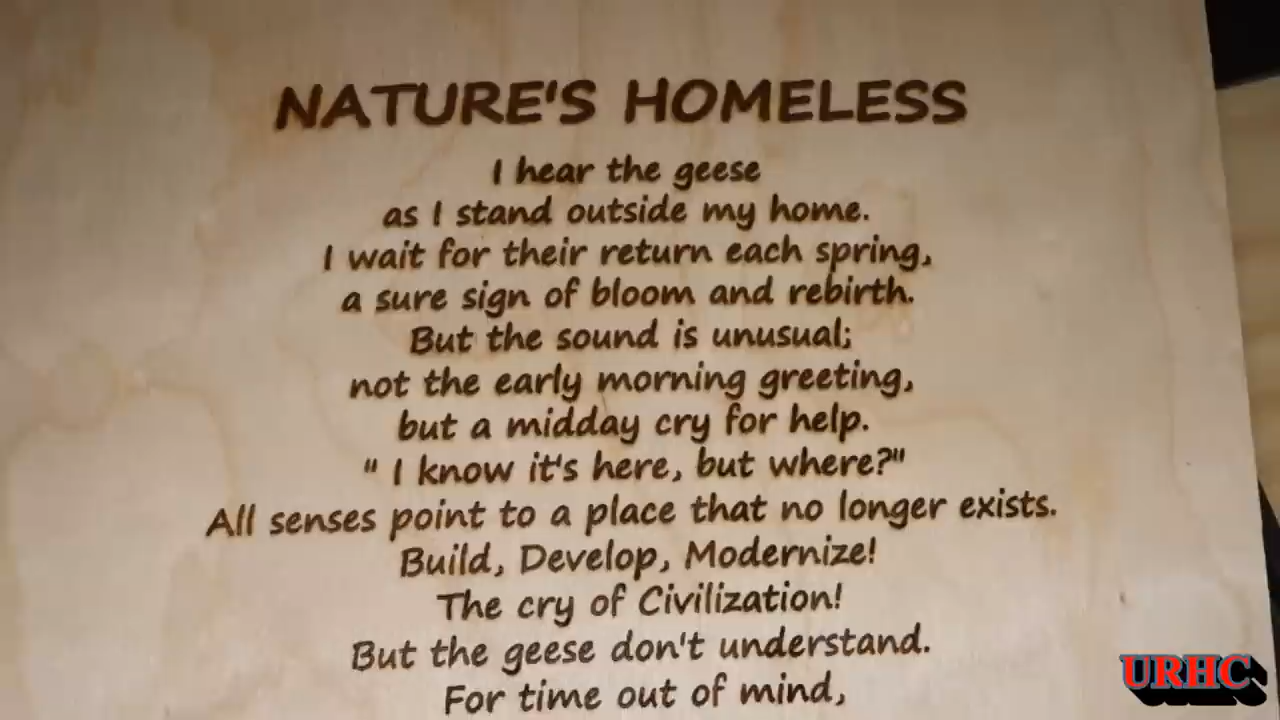 NATURE'S HOMELESS
I hear the geese
as I stand outside my home.
I wait for their return each spring,
a sure sign of bloom and rebirth.
But the sound is unusual;
not the early morning greeting,
but a midday cry for help.
" I know it's here, but where?"
All senses point to a place that no longer exists.
Build, Develop, Modernize!
The cry of Civilization!
But the geese don't understand.
For time out of mind,
URHC